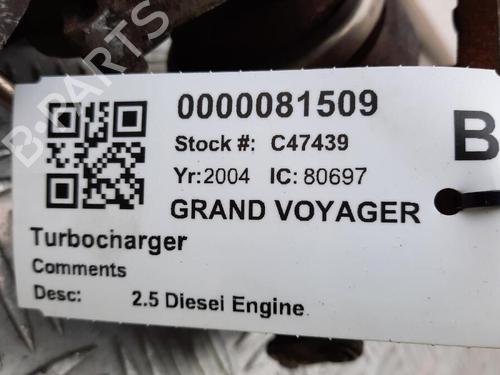 0000081509
Stock #: C47439
B
Yr:2004 IC: 80697
GRAND VOYAGER
Turbocharger
Comments
Desc: 2.5 Diesel Engine
B-PARTS